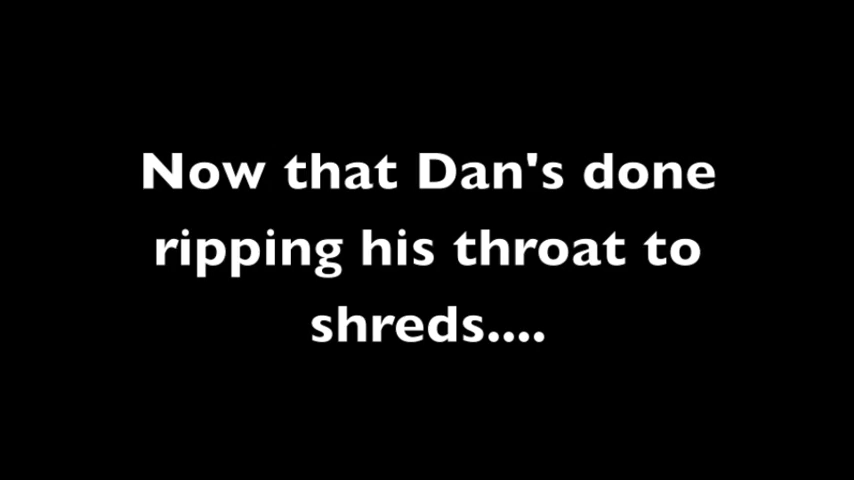 Now that Dan's done
ripping his throat to
shreds....